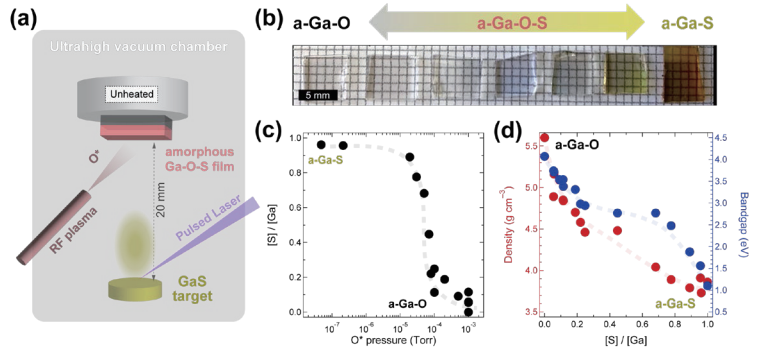 (a)
Ultrahigh vacuum chamber
Unheated
O*
amorphous
Ga-O-S film
RF plasma
20 mm
Pulsed Laser
GaS
target
(b)
a-Ga-O
a-Ga-O-S
a-Ga-S
5 mm
(c)
[S] / [Ga]
1.0
0.8
0.6
0.4
0.2
0.0
a-Ga-S
a-Ga-O
10⁻⁷
10⁻⁶
10⁻⁵
10⁻⁴
10⁻³
O* pressure (Torr)
(d)
Density (g cm⁻³)
5.5
5.0
4.5
4.0
3.5
a-Ga-O
a-Ga-S
4.5
4.0
3.5
3.0
2.5
2.0
1.5
1.0
0.5
Bandgap (eV)
0.0
0.2
0.4
0.6
0.8
1.0
[S] / [Ga]